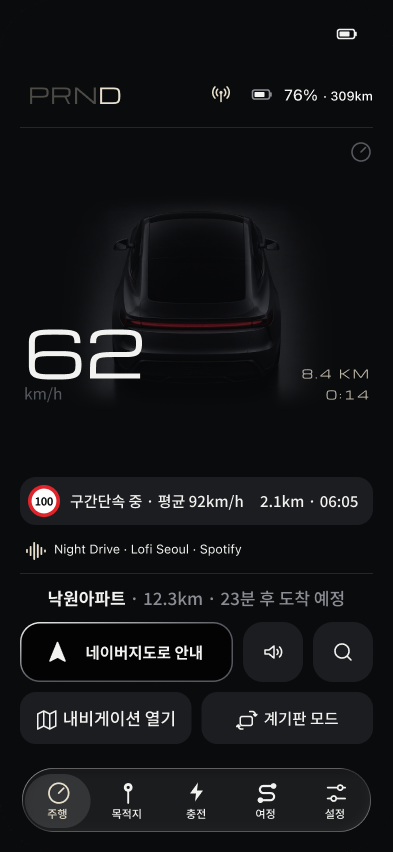 PRND 76% · 309km
62
km/h
8.4 KM
0:14
100 구간단속 중 · 평균 92km/h 2.1km · 06:05
Night Drive · Lofi Seoul · Spotify
낙원아파트 · 12.3km · 23분 후 도착 예정
네이버지도로 안내
내비게이션 열기 계기판 모드
주행 목적지 충전 여정 설정